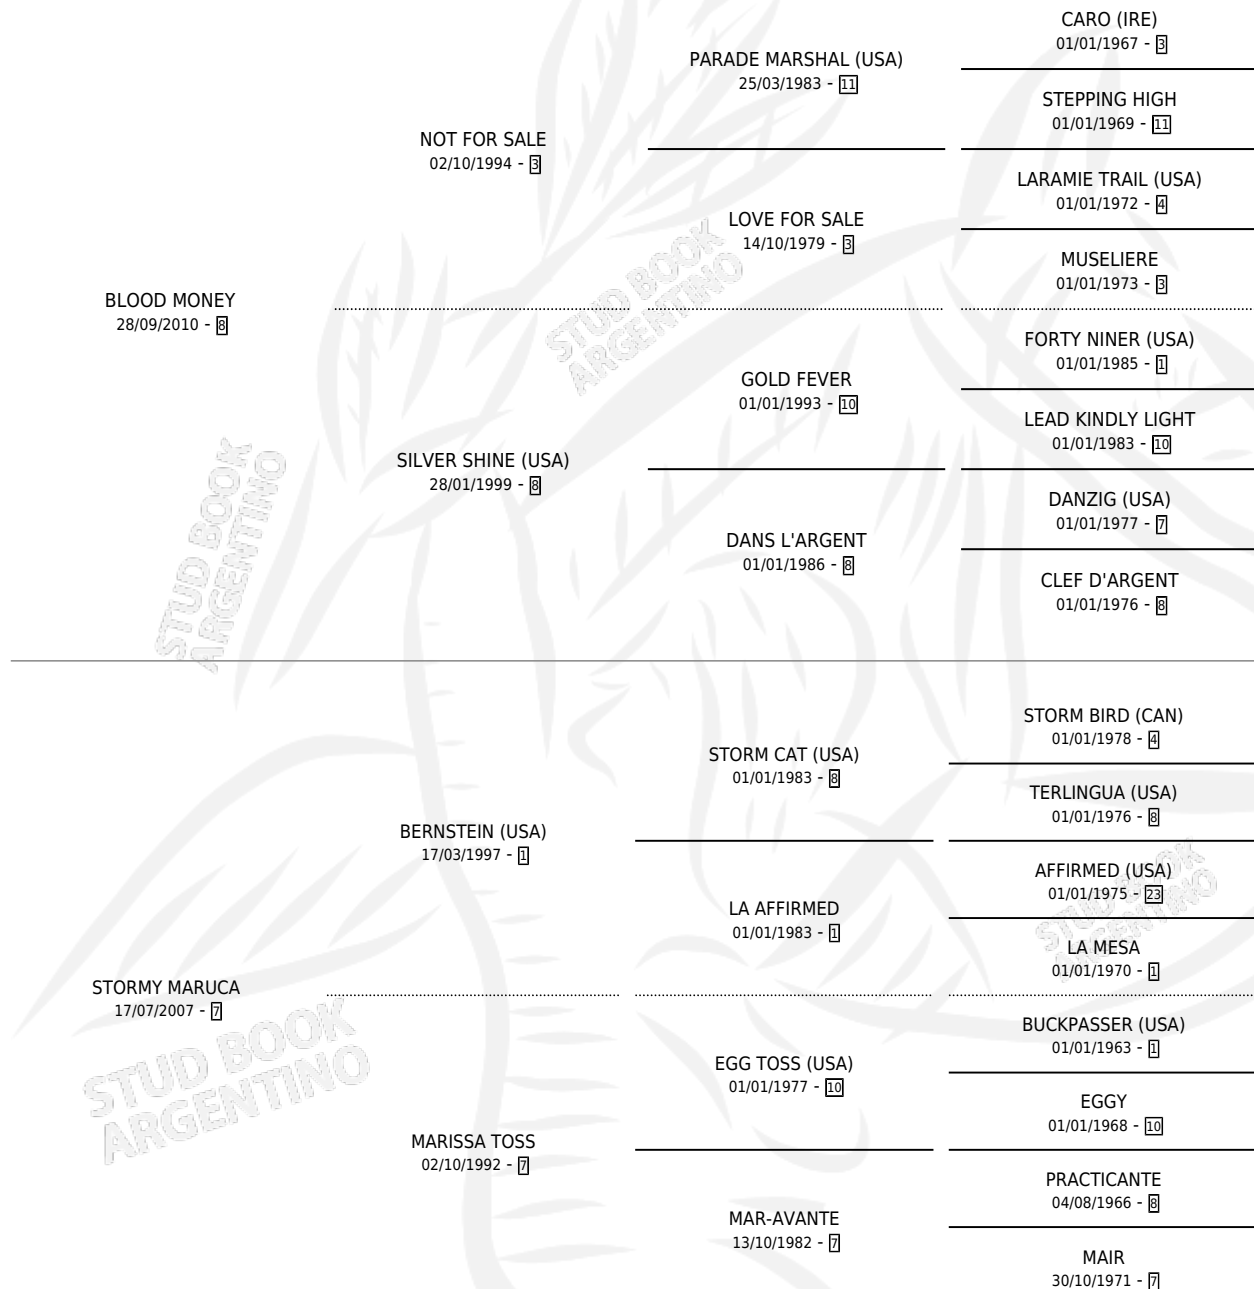 CARO (IRE)
01/01/1967 - 3
PARADE MARSHAL (USA)
25/03/1983 - 11
STEPPING HIGH
01/01/1969 - 11
NOT FOR SALE
02/10/1994 - 3
LARAMIE TRAIL (USA)
01/01/1972 - 4
LOVE FOR SALE
14/10/1979 - 3
MUSELIERE
01/01/1973 - 3
BLOOD MONEY
28/09/2010 - 8
FORTY NINER (USA)
01/01/1985 - 1
GOLD FEVER
01/01/1993 - 10
LEAD KINDLY LIGHT
01/01/1983 - 10
SILVER SHINE (USA)
28/01/1999 - 8
DANZIG (USA)
01/01/1977 - 7
DANS L'ARGENT
01/01/1986 - 8
CLEF D'ARGENT
01/01/1976 - 8
STORM BIRD (CAN)
01/01/1978 - 4
STORM CAT (USA)
01/01/1983 - 8
TERLINGUA (USA)
01/01/1976 - 8
BERNSTEIN (USA)
17/03/1997 - 1
AFFIRMED (USA)
01/01/1975 - 23
LA AFFIRMED
01/01/1983 - 1
LA MESA
01/01/1970 - 1
STORMY MARUCA
17/07/2007 - 7
BUCKPASSER (USA)
01/01/1963 - 1
EGG TOSS (USA)
01/01/1977 - 10
EGGY
01/01/1968 - 10
MARISSA TOSS
02/10/1992 - 7
PRACTICANTE
04/08/1966 - 8
MAR-AVANTE
13/10/1982 - 7
MAIR
30/10/1971 - 7
STUD BOOK
ARGENTINO
STUD BOOK
ARGENTINO
STUD BOOK
ARGENTINO
STUD BOOK
ARGENTINO